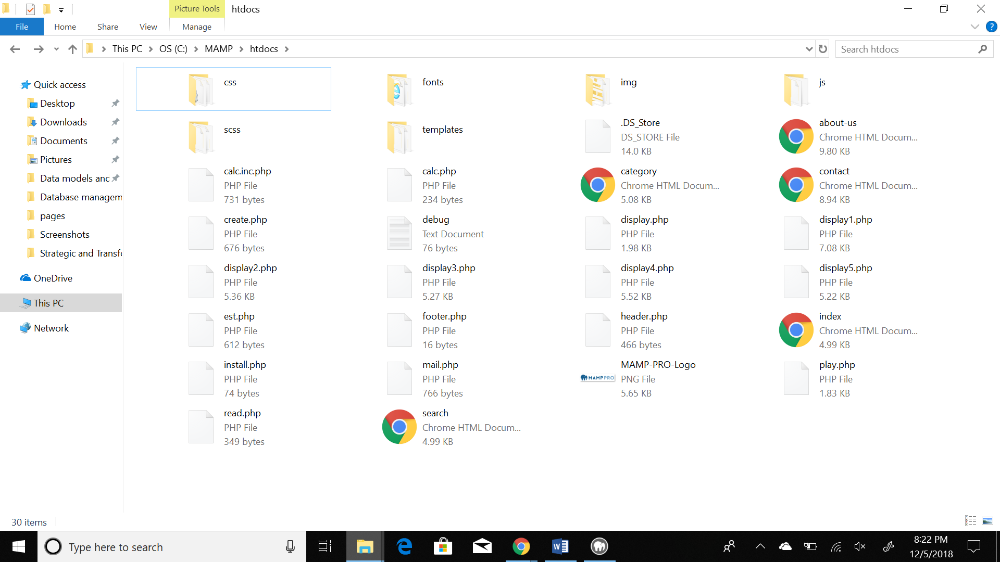 Picture Tools
htdocs
File
Home
Share
View
Manage
?
This PC
OS (C:)
MAMP
htdocs
Search htdocs
Quick access
Desktop
Downloads
Documents
Pictures
Data models anc
Database managem
pages
Screenshots
Strategic and Transf
OneDrive
This PC
Network
css
fonts
img
js
scss
templates
.DS_Store
DS_STORE File
14.0 KB
about-us
Chrome HTML Docum...
9.80 KB
calc.inc.php
PHP File
731 bytes
calc.php
PHP File
234 bytes
category
Chrome HTML Docum...
5.08 KB
contact
Chrome HTML Docum...
8.94 KB
create.php
PHP File
676 bytes
debug
Text Document
76 bytes
display.php
PHP File
1.98 KB
display1.php
PHP File
7.08 KB
display2.php
PHP File
5.36 KB
display3.php
PHP File
5.27 KB
display4.php
PHP File
5.52 KB
display5.php
PHP File
5.22 KB
est.php
PHP File
612 bytes
footer.php
PHP File
16 bytes
header.php
PHP File
466 bytes
index
Chrome HTML Docum...
4.99 KB
install.php
PHP File
74 bytes
mail.php
PHP File
766 bytes
MAMP PRO
MAMP-PRO-Logo
PNG File
5.65 KB
play.php
PHP File
1.83 KB
read.php
PHP File
349 bytes
search
Chrome HTML Docum...
4.99 KB
30 items
Type here to search
8:22 PM
12/5/2018